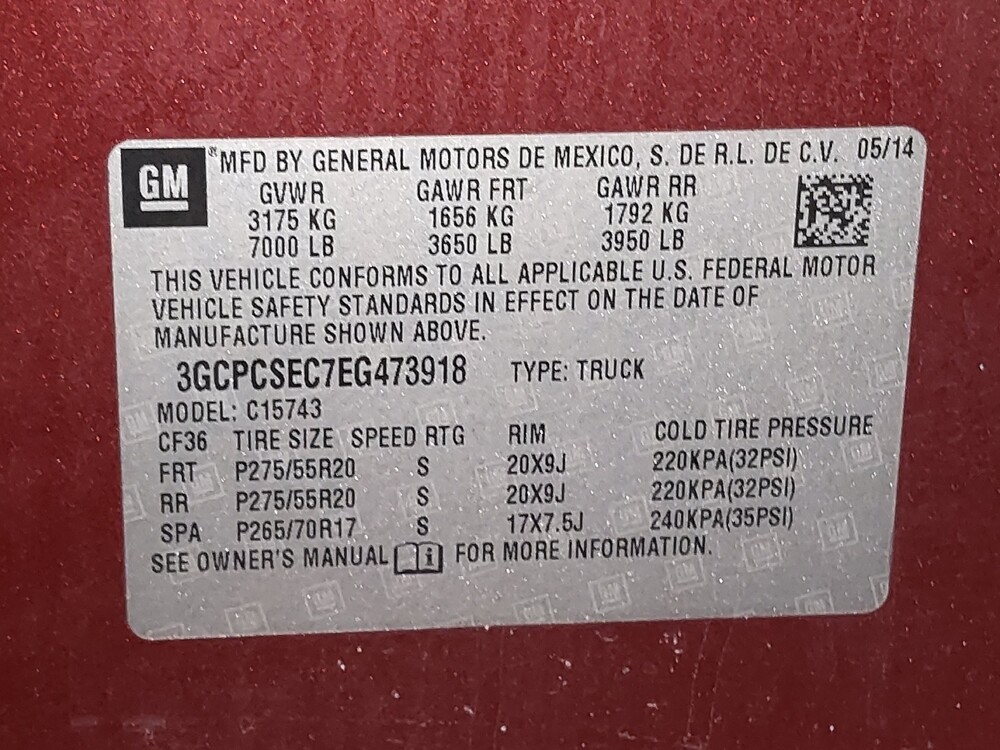 GM ® MFD BY GENERAL MOTORS DE MEXICO, S. DE R.L. DE C.V. 05/14
GVWR GAWR FRT GAWR RR
3175 KG 1656 KG 1792 KG
7000 LB 3650 LB 3950 LB
THIS VEHICLE CONFORMS TO ALL APPLICABLE U.S. FEDERAL MOTOR
VEHICLE SAFETY STANDARDS IN EFFECT ON THE DATE OF
MANUFACTURE SHOWN ABOVE.
3GCPCSEC7EG473918 TYPE: TRUCK
MODEL: C15743
CF36 TIRE SIZE SPEED RTG RIM COLD TIRE PRESSURE
FRT P275/55R20 S 20X9J 220KPA(32PSI)
RR P275/55R20 S 20X9J 220KPA(32PSI)
SPA P265/70R17 S 17X7.5J 240KPA(35PSI)
SEE OWNER'S MANUAL i FOR MORE INFORMATION.